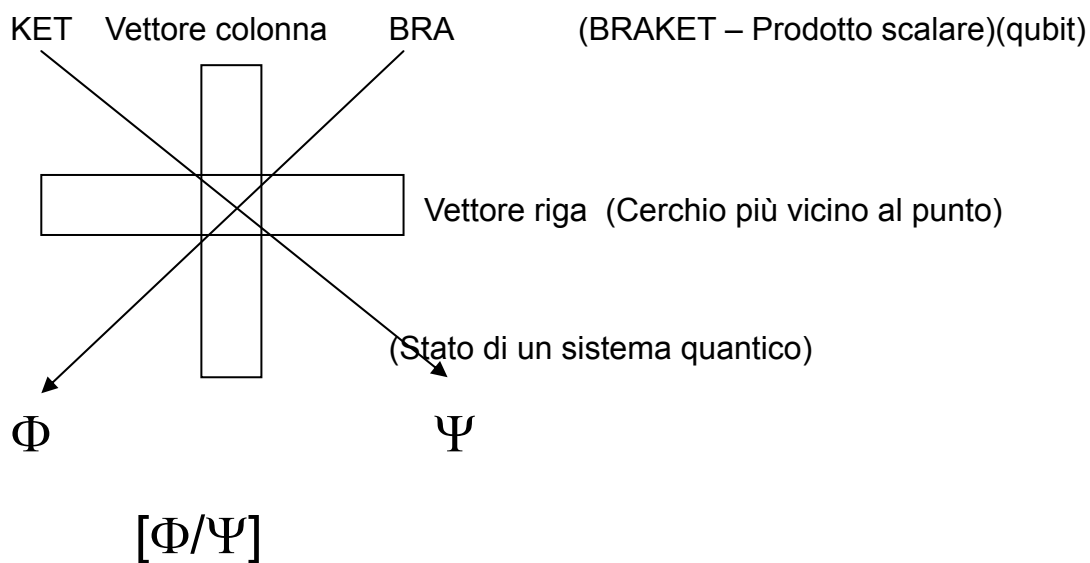 KET Vettore colonna BRA (BRAKET – Prodotto scalare)(qubit)
Vettore riga (Cerchio più vicino al punto)
(Stato di un sistema quantico)
Φ Ψ
[Φ/Ψ]